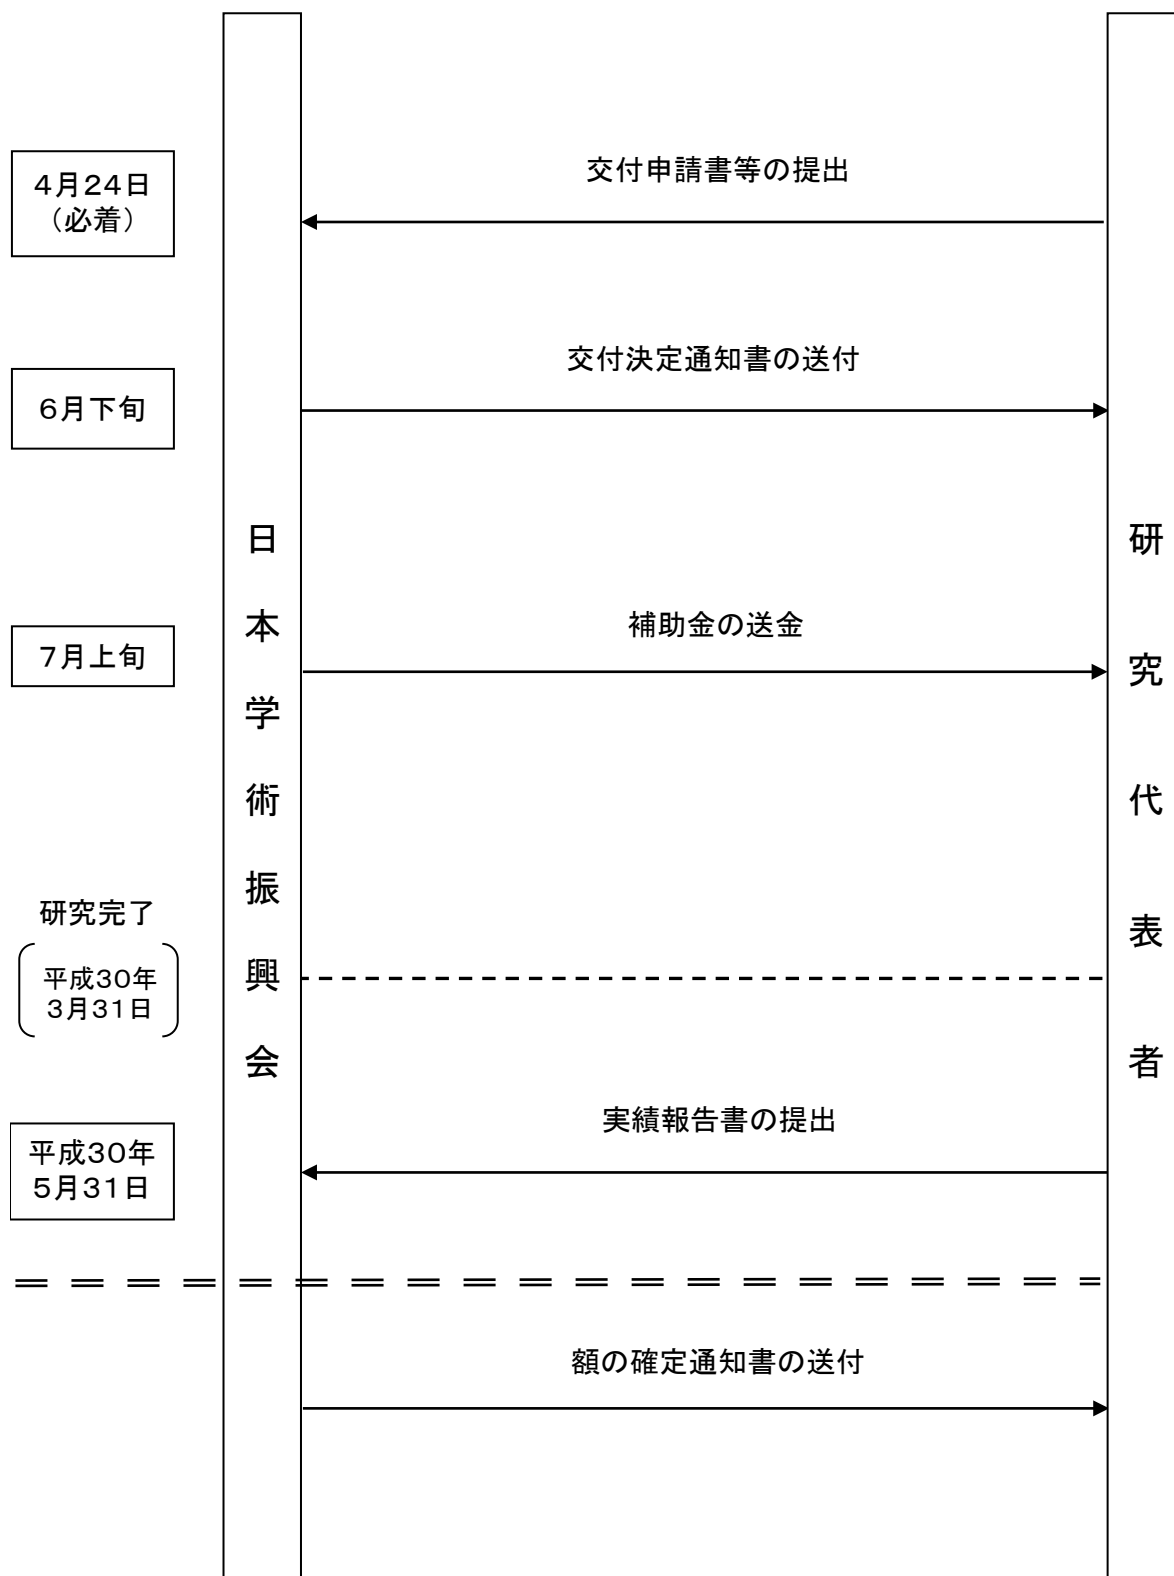 交付申請書等の提出
4月24日
(必着)
交付決定通知書の送付
6月下旬
日本学術振興会
研究代表者
補助金の送金
7月上旬
研究完了
平成30年
3月31日
実績報告書の提出
平成30年
5月31日
額の確定通知書の送付